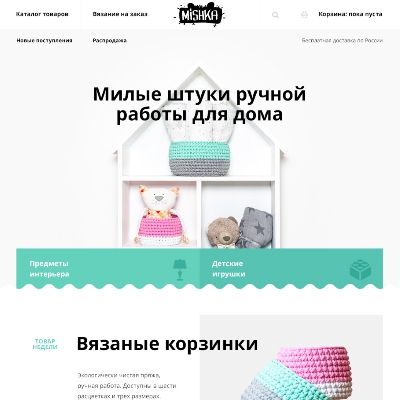 Каталог товаров
Вязание на заказ
MiSHKA
Корзина: пока пуста
Новые поступления
Распродажа
Бесплатная доставка по России
Милые штуки ручной
работы для дома
Предметы
интерьера
Детские
игрушки
ТОВАР
НЕДЕЛИ
Вязаные корзинки
Экологически чистая пряжа,
ручная работа. Доступны в шести
расцветках и трех размерах.